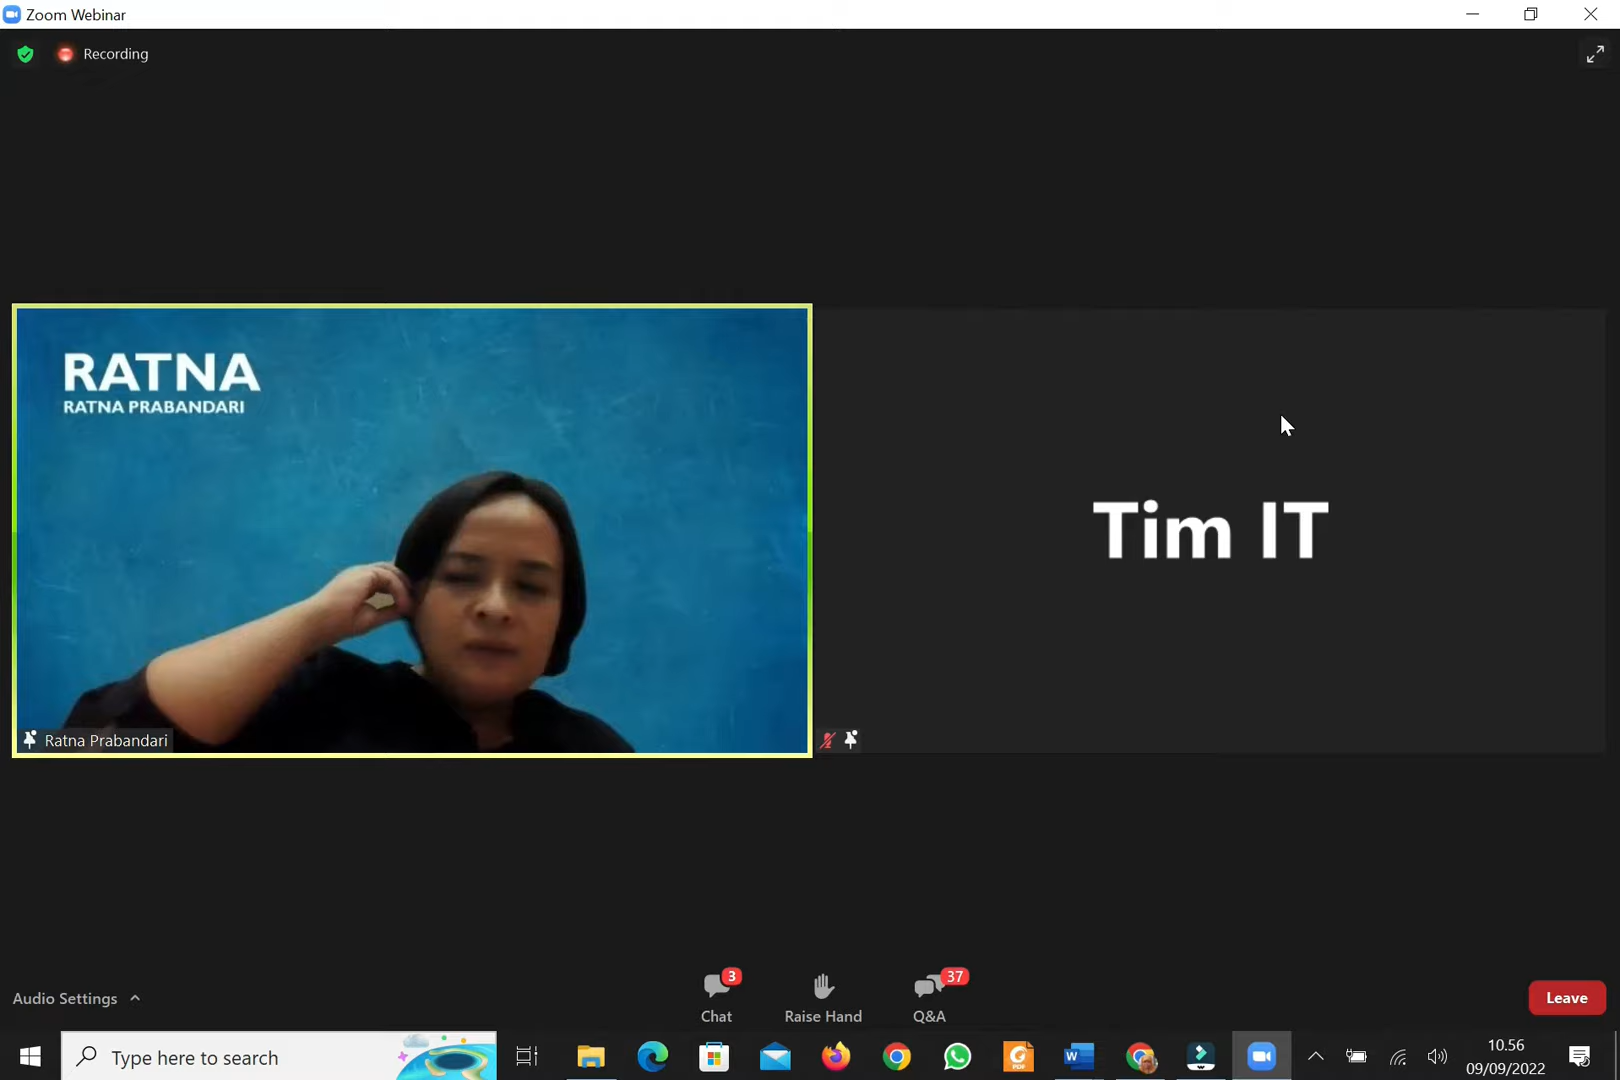 Zoom Webinar
Recording
RATNA
RATNA PRABANDARI
Ratna Prabandari
Tim IT
Audio Settings
3
Chat
Raise Hand
37
Q&A
Leave
Type here to search
PDF
W
10.56
09/09/2022